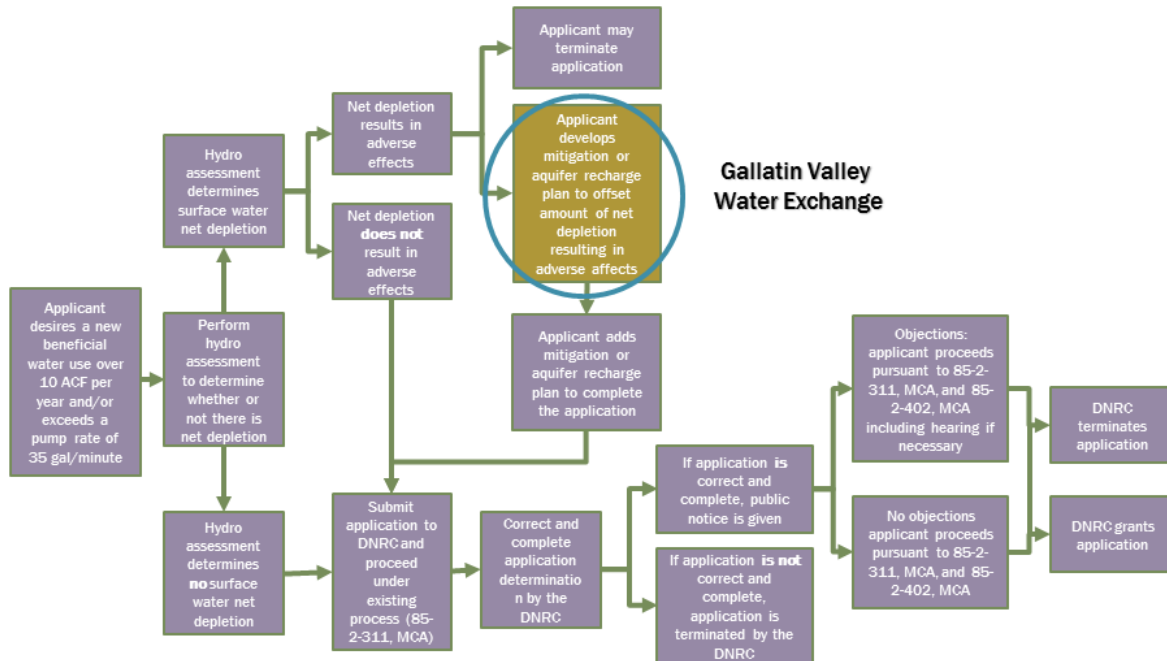 Applicant may
terminate
application
Net depletion
results in
adverse
effects
Applicant
develops
mitigation or
aquifer recharge
plan to offset
amount of net
depletion
resulting in
adverse affects
Gallatin Valley
Water Exchange
Hydro
assessment
determines
surface water
net depletion
Net depletion
does not
result in
adverse
effects
Applicant
desires a new
beneficial
water use over
10 ACF per
year and/or
exceeds a
pump rate of
35 gal/minute
Perform
hydro
assessment
to determine
whether or
not there is
net depletion
Applicant adds
mitigation or
aquifer recharge
plan to complete
the application
Objections:
applicant proceeds
pursuant to 85-2-
311, MCA, and 85-
2-402, MCA
including hearing if
necessary
DNRC
terminates
application
Hydro
assessment
determines
no surface
water net
depletion
Submit
application to
DNRC and
proceed
under
existing
process (85-
2-311, MCA)
Correct and
complete
application
determinatio
n by the
DNRC
If application is
correct and
complete, public
notice is given
If application is not
correct and
complete,
application is
terminated by the
DNRC
No objections
applicant proceeds
pursuant to 85-2-
311, MCA, and 85-
2-402, MCA
DNRC grants
application